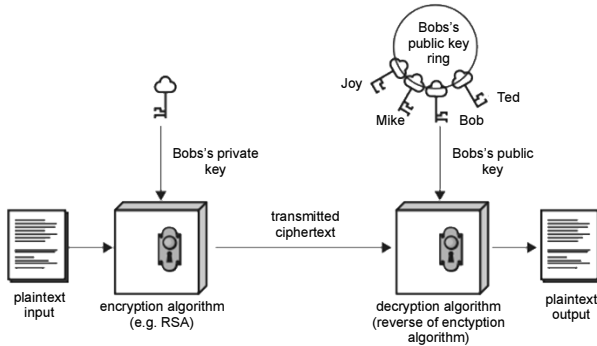 Bobs's
public key
ring
Joy
Mike
Bob
Ted
Bobs's private
key
Bobs's public
key
transmitted
ciphertext
plaintext
input
encryption algorithm
(e.g. RSA)
decryption algorithm
(reverse of enctyption
algorithm)
plaintext
output